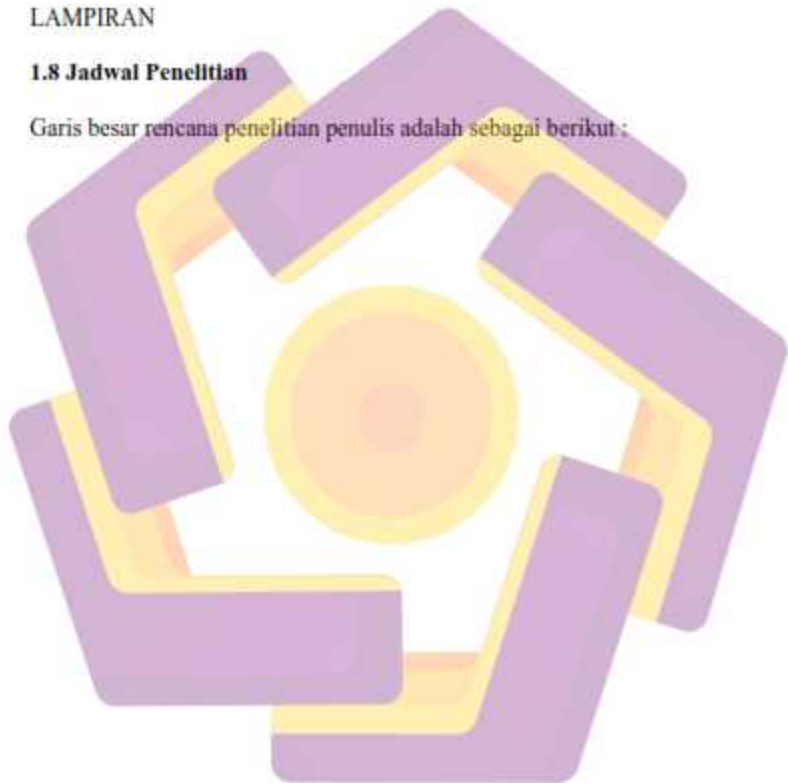 LAMPIRAN
1.8 Jadwal Penelitian
Garis besar rencana penelitian penulis adalah sebagai berikut :